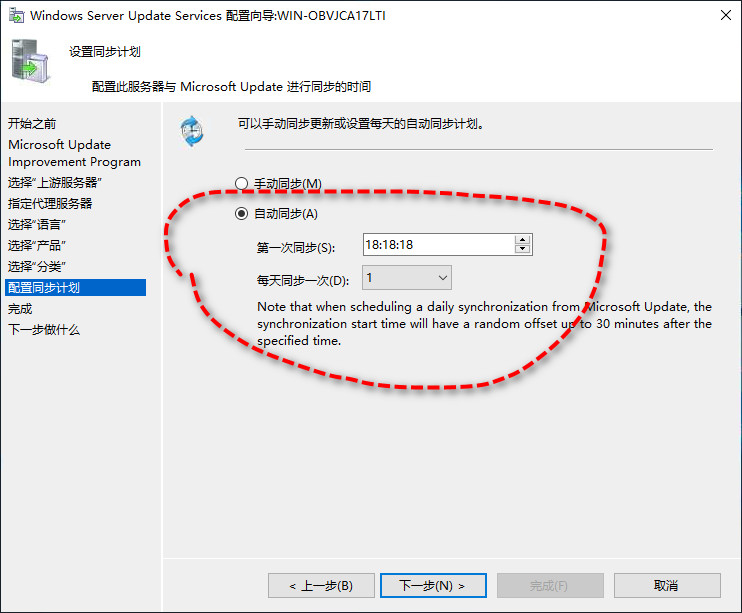 Windows Server Update Services 配置向导:WIN-OBVJCA17LTI
设置同步计划
配置此服务器与 Microsoft Update 进行同步的时间
开始之前
Microsoft Update
Improvement Program
选择"上游服务器"
指定代理服务器
选择"语言"
选择"产品"
选择"分类"
配置同步计划
完成
下一步做什么
可以手动同步更新或设置每天的自动同步计划。
手动同步(M)
自动同步(A)
第一次同步(S):
18:18:18
每天同步一次(D):
1
Note that when scheduling a daily synchronization from Microsoft Update, the
synchronization start time will have a random offset up to 30 minutes after the
specified time.
< 上一步(B)
下一步(N) >
完成(F)
取消